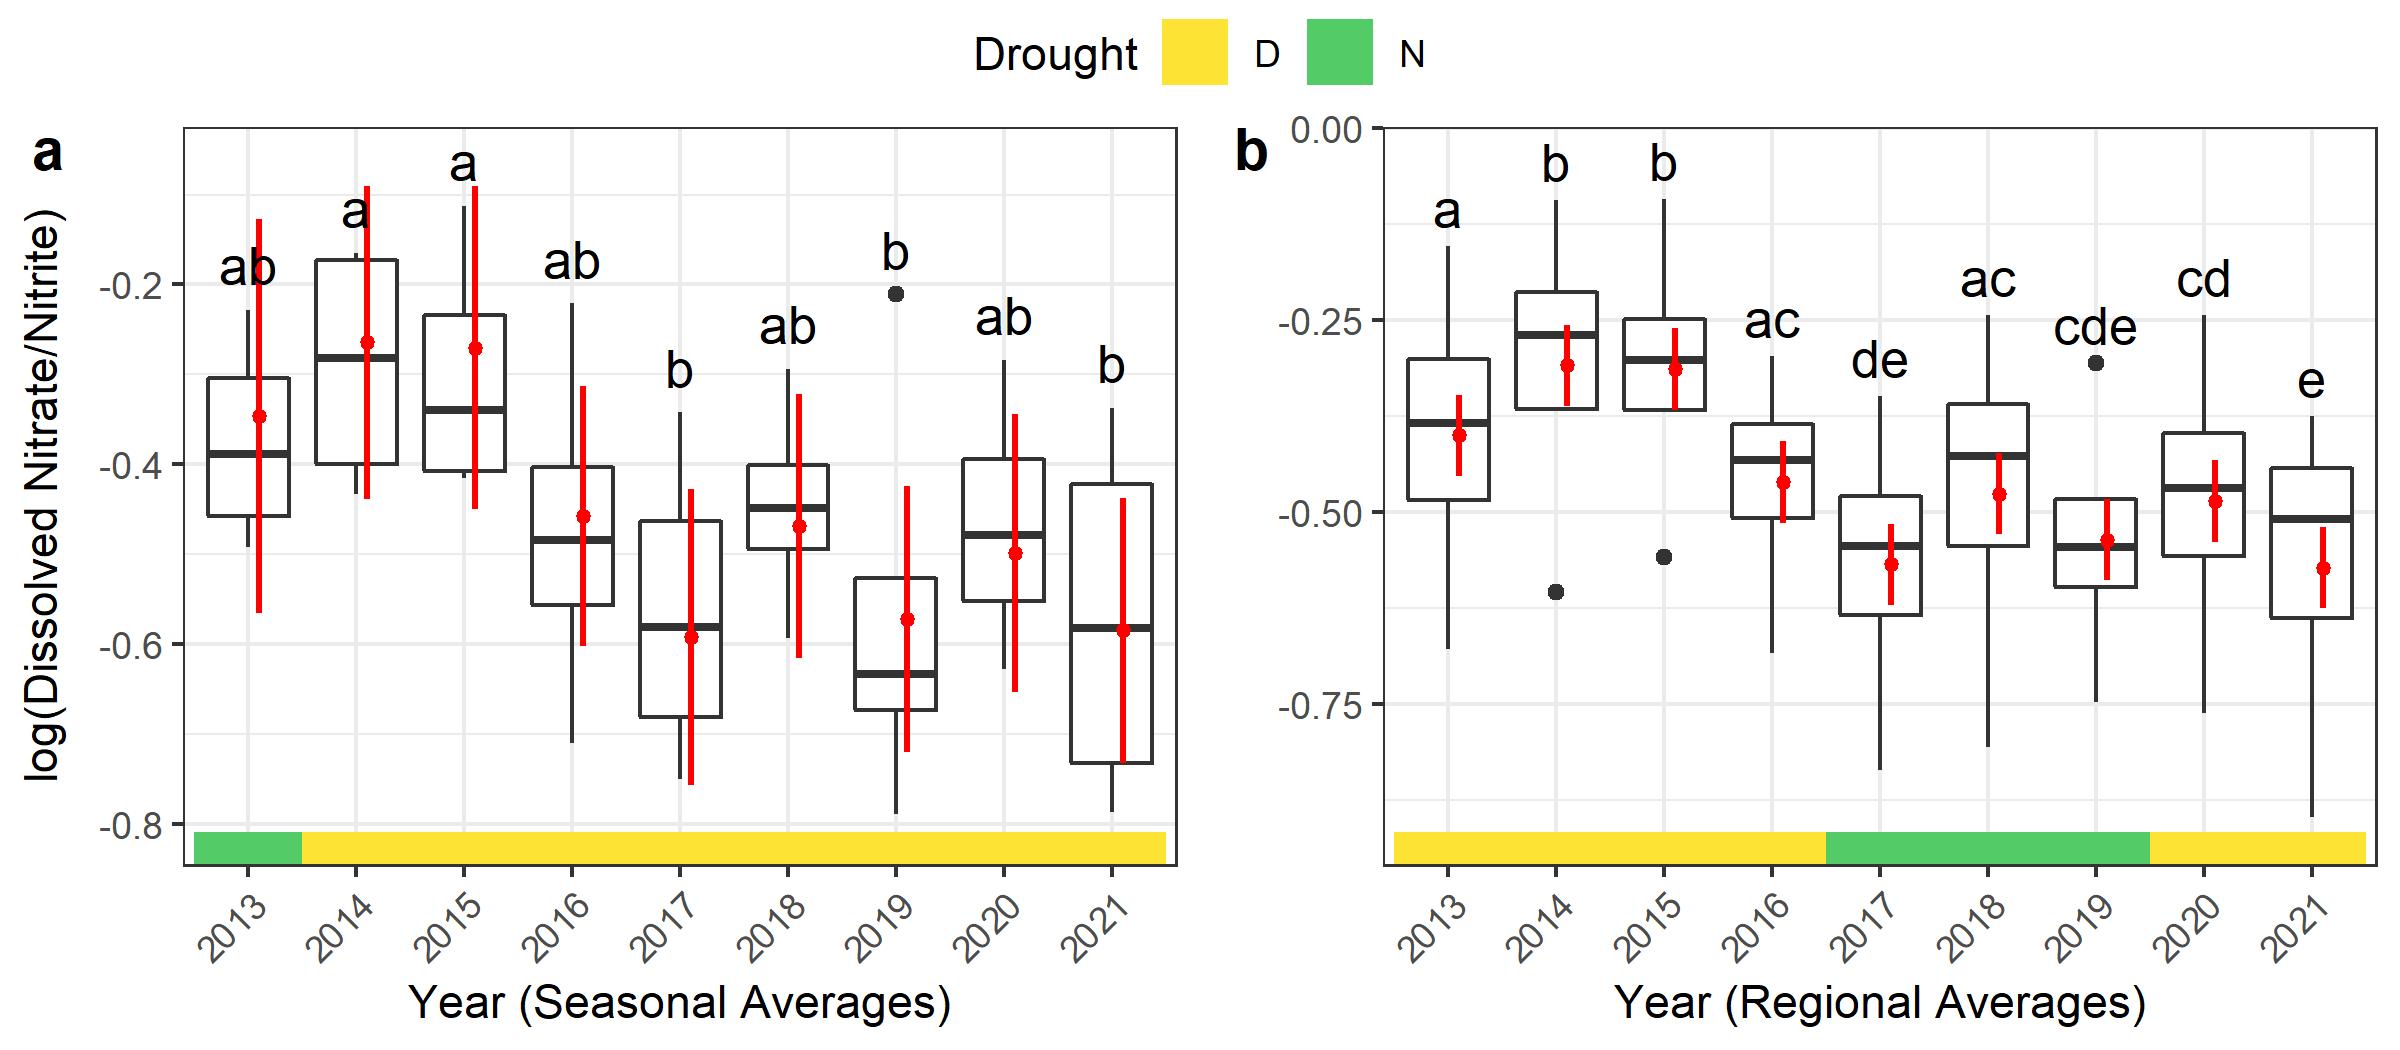 Drought D N
a
log(Dissolved Nitrate/Nitrite)
-0.2
-0.4
-0.6
-0.8
ab a a ab b ab b ab b
2013 2014 2015 2016 2017 2018 2019 2020 2021
Year (Seasonal Averages)
b
0.00
-0.25
-0.50
-0.75
a b b ac de ac cde cd e
2013 2014 2015 2016 2017 2018 2019 2020 2021
Year (Regional Averages)